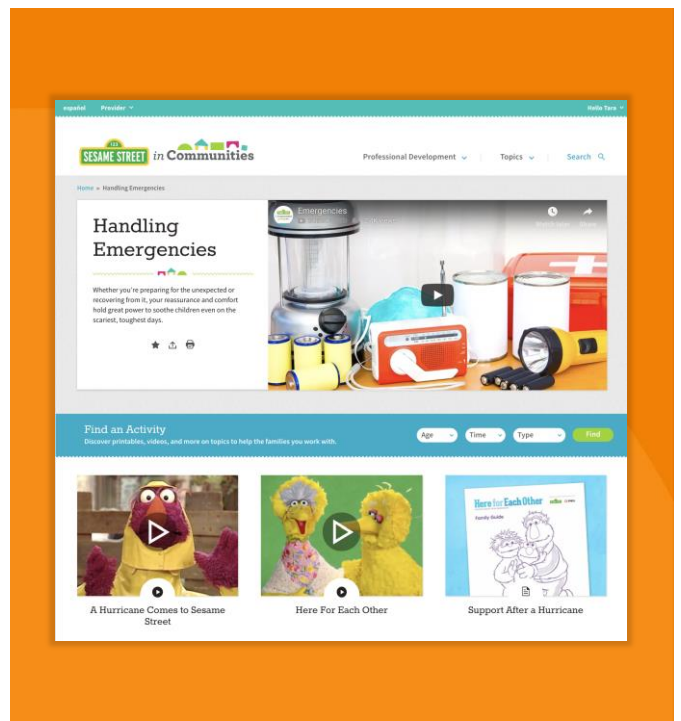 español Provider Hello Tara
123
SESAME STREET in Communities
Professional Development Topics Search
Home » Handling Emergencies
Handling
Emergencies
Whether you're preparing for the unexpected or
recovering from it, your reassurance and comfort
hold great power to soothe children even on the
scariest, toughest days.
Emergencies
Watch later Share
Find an Activity
Discover printables, videos, and more on topics to help the families you work with.
Age Time Type Find
Here for Each Other
Family Guide
A Hurricane Comes to Sesame
Street
Here For Each Other
Support After a Hurricane